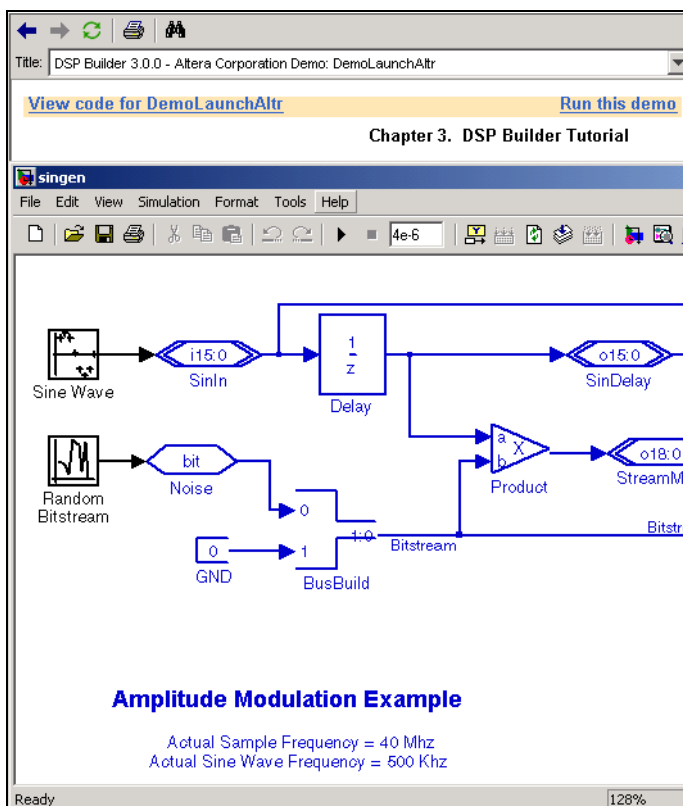 Title: DSP Builder 3.0.0 - Altera Corporation Demo: DemoLaunchAltr
View code for DemoLaunchAltr Run this demo
Chapter 3. DSP Builder Tutorial
singen
File Edit View Simulation Format Tools Help
4e-6
i15:0
1
z
o15:0
Sine Wave
SinIn
Delay
SinDelay
bit
a
b
X
o18:0
Random
Bitstream
Noise
Product
StreamM
0
1:0
Bitstream
Bitstr
0
1
GND
BusBuild
Amplitude Modulation Example
Actual Sample Frequency = 40 Mhz
Actual Sine Wave Frequency = 500 Khz
Ready 128%